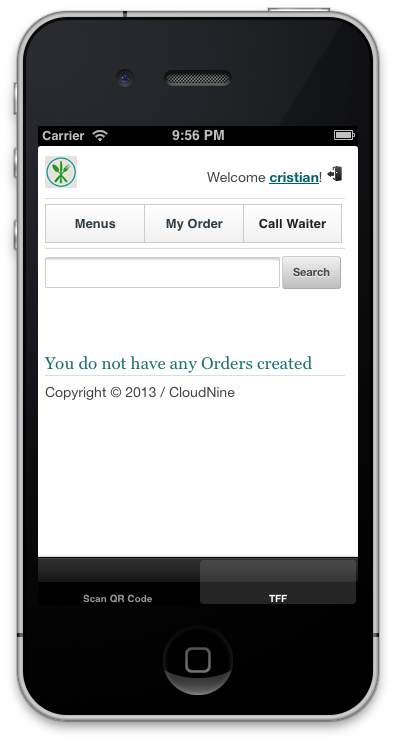 Carrier 9:56 PM
Welcome cristian!
Menus My Order Call Waiter
Search
You do not have any Orders created
Copyright © 2013 / CloudNine
Scan QR Code TFF